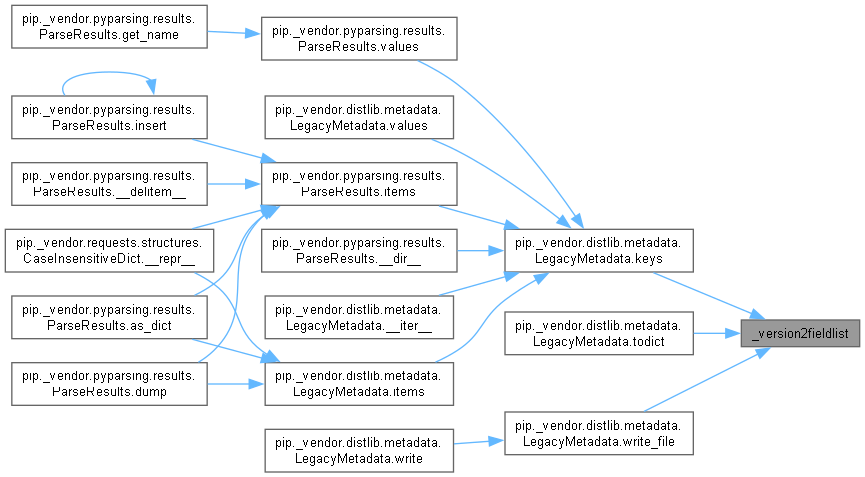 pip._vendor.pyparsing.results.
ParseResults.get_name
pip._vendor.pyparsing.results.
ParseResults.values
pip._vendor.pyparsing.results.
ParseResults.insert
pip._vendor.distlib.metadata.
LegacyMetadata.values
pip._vendor.pyparsing.results.
ParseResults.__delitem__
pip._vendor.pyparsing.results.
ParseResults.items
pip._vendor.requests.structures.
CaseInsensitiveDict.__repr__
pip._vendor.pyparsing.results.
ParseResults.__dir__
pip._vendor.distlib.metadata.
LegacyMetadata.keys
pip._vendor.pyparsing.results.
ParseResults.as_dict
pip._vendor.distlib.metadata.
LegacyMetadata.__iter__
pip._vendor.distlib.metadata.
LegacyMetadata.todict
_version2fieldlist
pip._vendor.pyparsing.results.
ParseResults.dump
pip._vendor.distlib.metadata.
LegacyMetadata.items
pip._vendor.distlib.metadata.
LegacyMetadata.write_file
pip._vendor.distlib.metadata.
LegacyMetadata.write